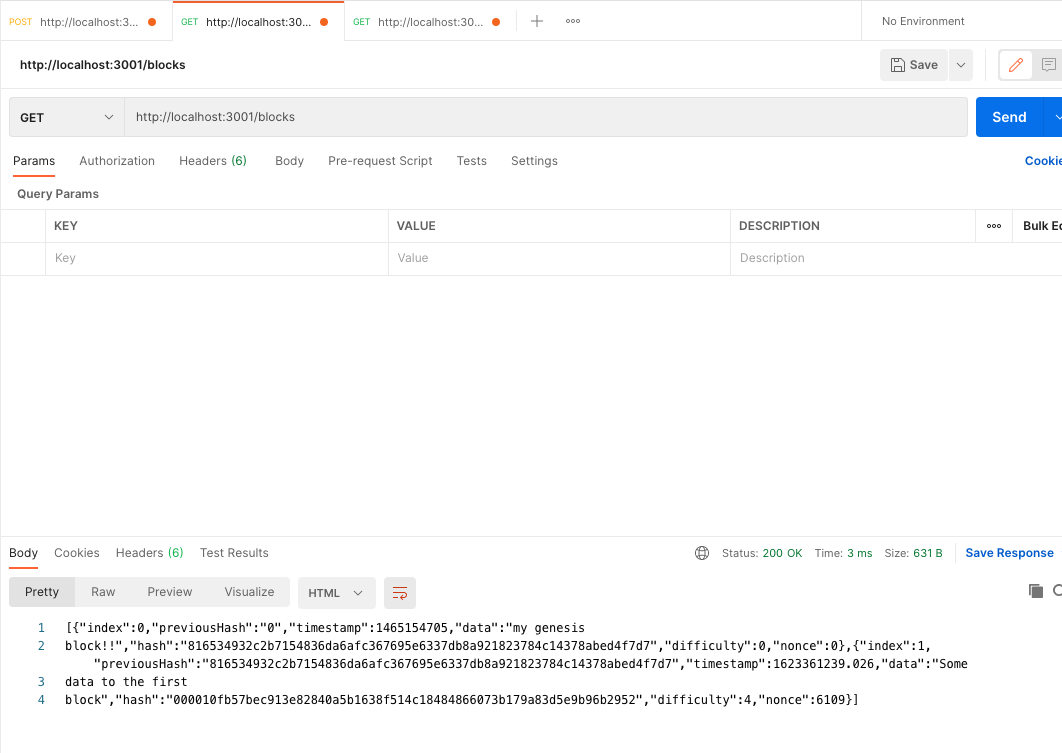 POST http://localhost:3... GET http://localhost:30... GET http://localhost:30... No Environment
http://localhost:3001/blocks Save
GET http://localhost:3001/blocks Send
Params Authorization Headers (6) Body Pre-request Script Tests Settings Cookie
Query Params
KEY VALUE DESCRIPTION Bulk Ed
Key Value Description
Body Cookies Headers (6) Test Results Status: 200 OK Time: 3 ms Size: 631 B Save Response
Pretty Raw Preview Visualize HTML
1 [{"index":0,"previousHash":"0","timestamp":1465154705,"data":"my genesis
2 block!!","hash":"816534932c2b7154836da6afc367695e6337db8a921823784c14378abed4f7d7","difficulty":0,"nonce":0},{"index":1,
"previousHash":"816534932c2b7154836da6afc367695e6337db8a921823784c14378abed4f7d7","timestamp":1623361239.026,"data":"Some
3 data to the first
4 block","hash":"000010fb57bec913e82840a5b1638f514c18484866073b179a83d5e9b96b2952","difficulty":4,"nonce":6109}]